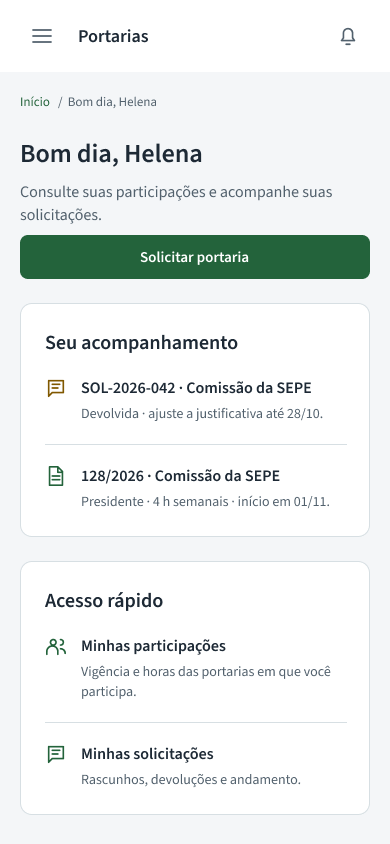 Portarias
Início / Bom dia, Helena
Bom dia, Helena
Consulte suas participações e acompanhe suas
solicitações.
Solicitar portaria
Seu acompanhamento
SOL-2026-042 · Comissão da SEPE
Devolvida · ajuste a justificativa até 28/10.
128/2026 · Comissão da SEPE
Presidente · 4 h semanais · início em 01/11.
Acesso rápido
Minhas participações
Vigência e horas das portarias em que você
participa.
Minhas solicitações
Rascunhos, devoluções e andamento.